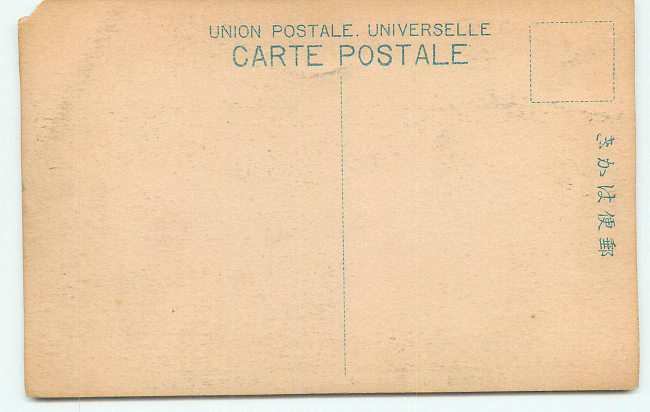 UNION POSTALE. UNIVERSELLE
CARTE POSTALE
郵便はかき